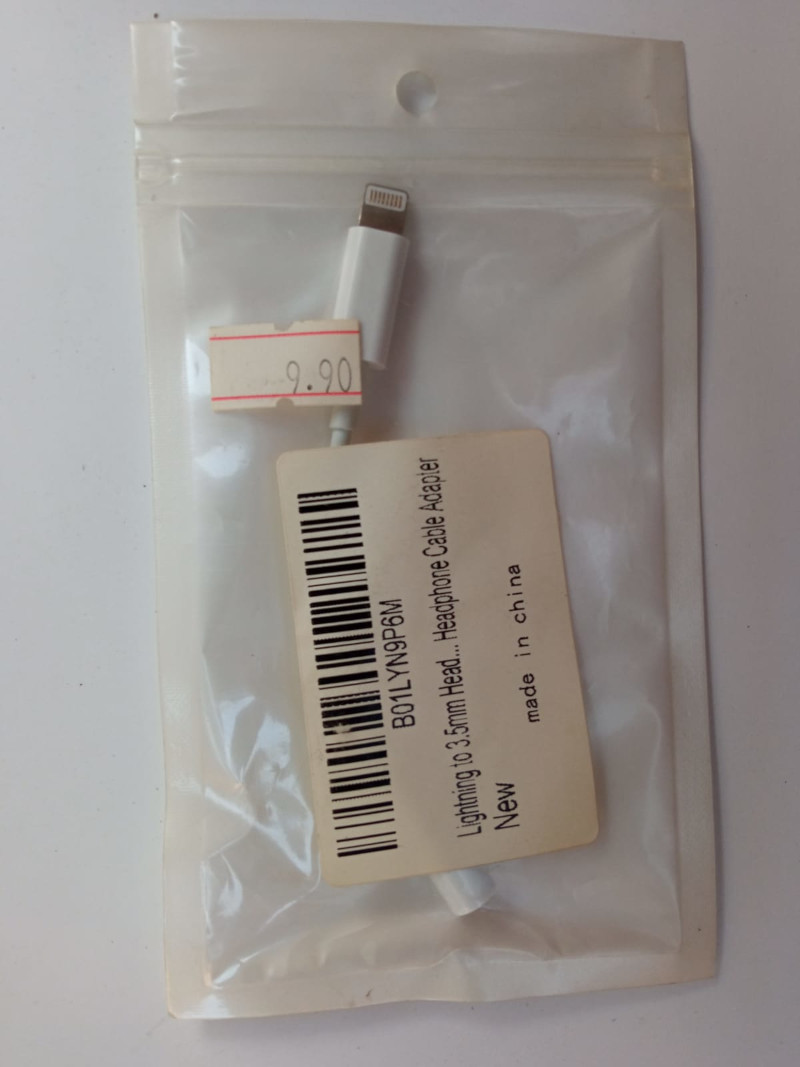 9.90
B01LYN9P6M
Lightning to 3.5mm Head... Headphone Cable Adapter
New
made in china